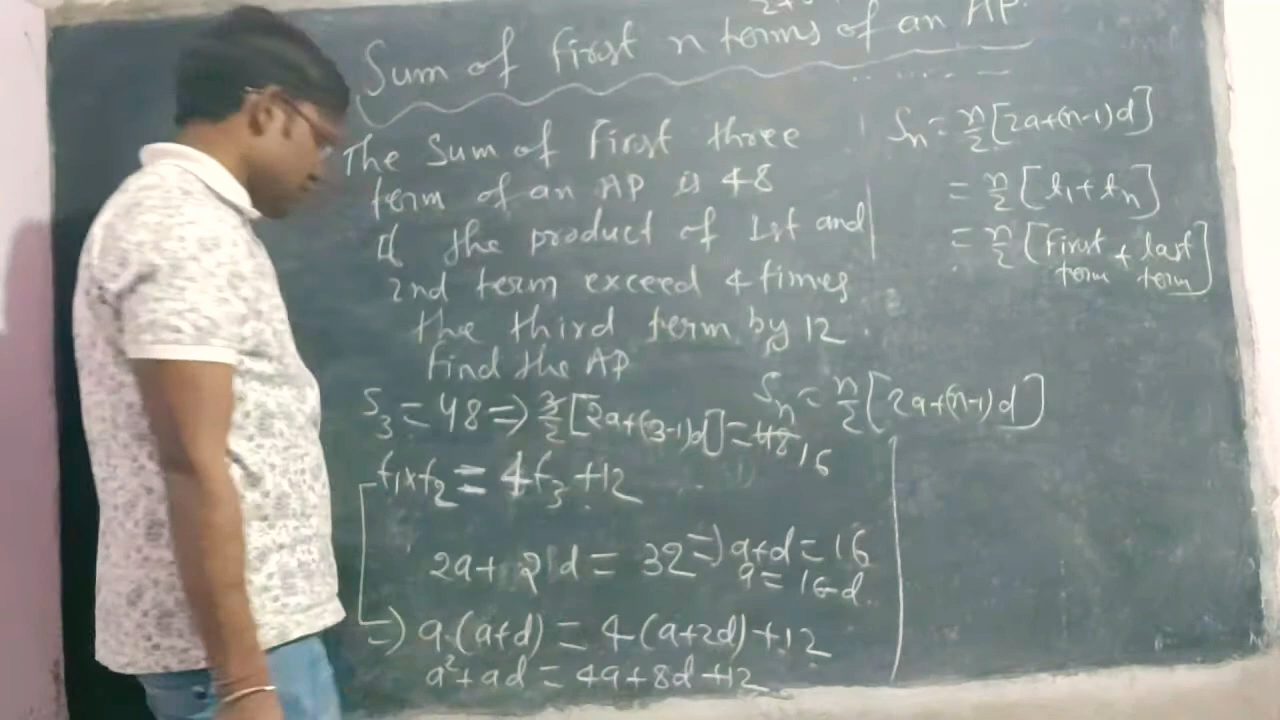 Sum of First n terms of an AP
The Sum of First three
term of an AP is 48
If the product of 1st and
2nd term exceed 4 times
the third term by 12
Find the AP
S₃ = 48 => 3/2 [2a+(3-1)d] = 48 16
t₁×t₂ = 4t₃ +12
2a+ 2d = 32 => a+d = 16
a = 16-d
=) a.(a+d) = 4(a+2d) +12
a²+ad = 4a+8d+12
Sₙ = n/2 [2a+(n-1)d]
= n/2 [t₁+tₙ]
= n/2 [First term + last term]
Sₙ = n/2 [2a+(n-1)d]